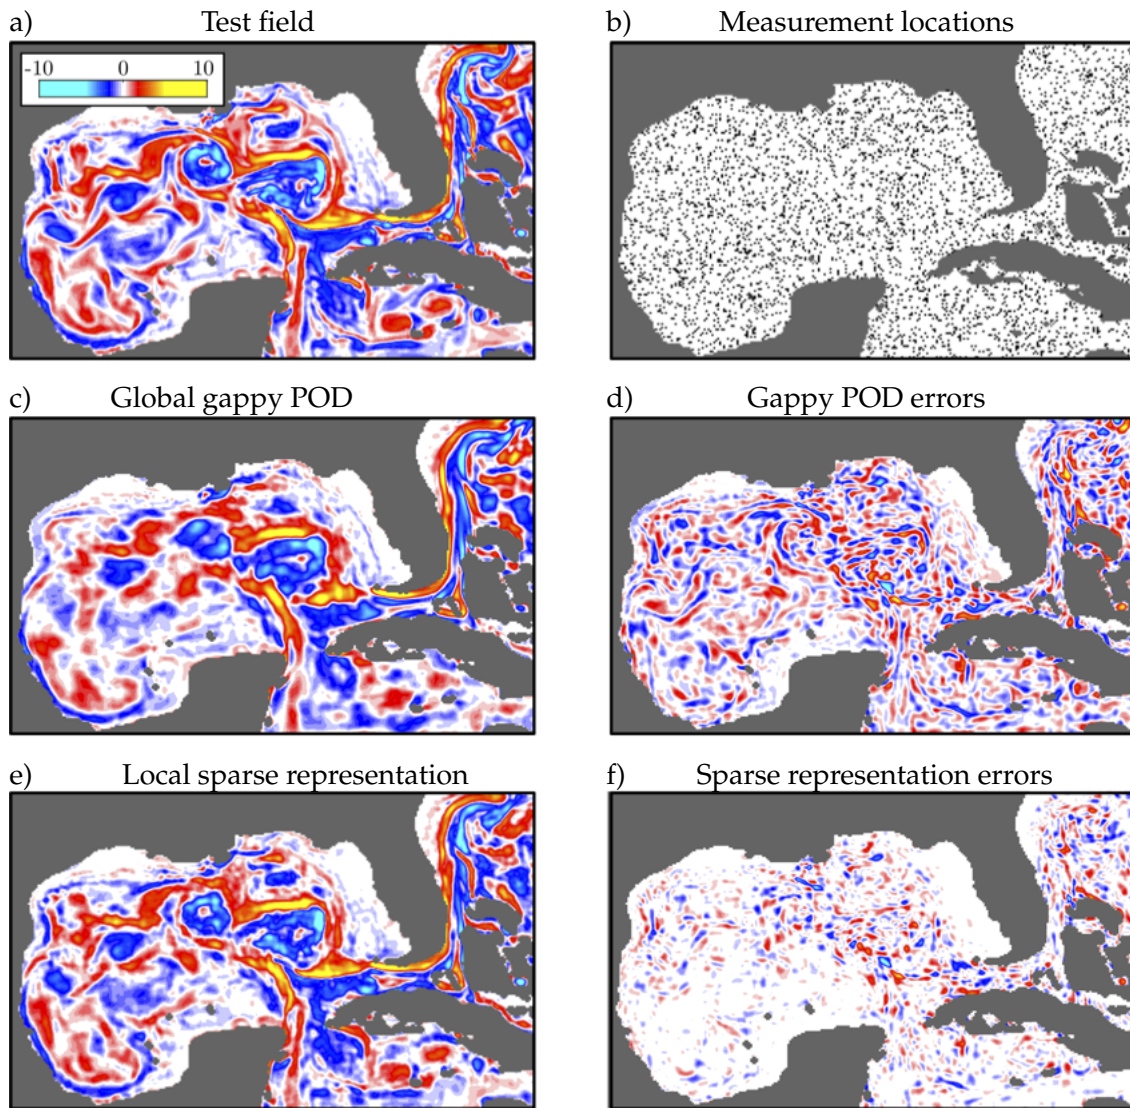 a) Test field
b) Measurement locations
-10 0 10
c) Global gappy POD
d) Gappy POD errors
e) Local sparse representation
f) Sparse representation errors